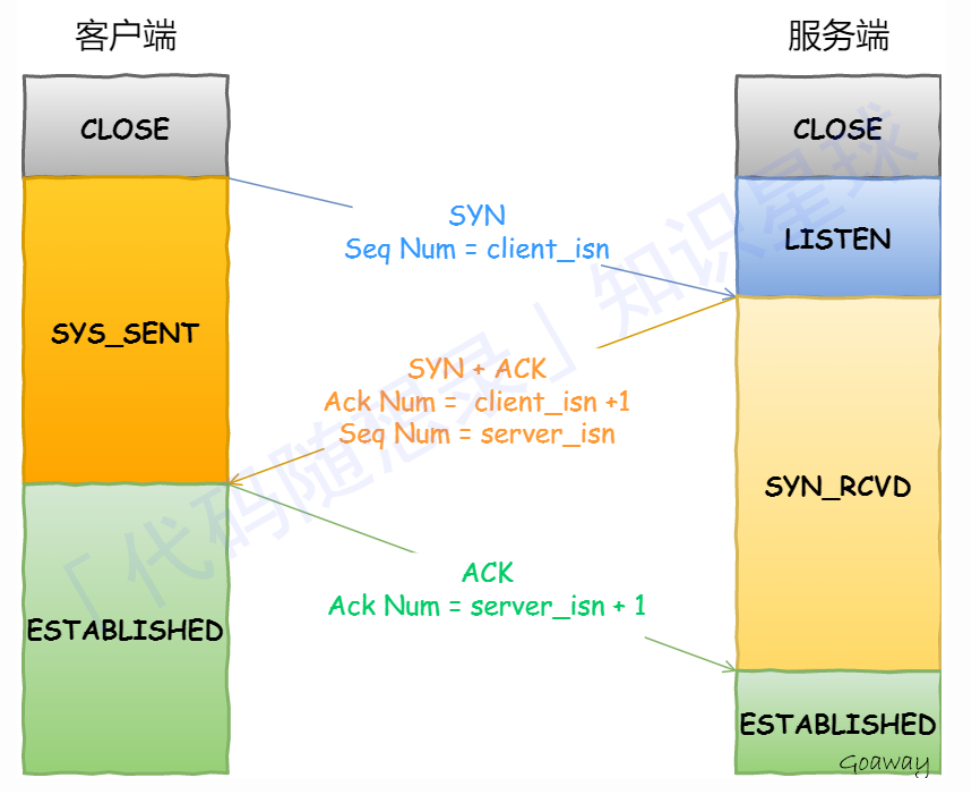 客户端
服务端
CLOSE
CLOSE
SYN
Seq Num = client_isn
LISTEN
SYS_SENT
SYN + ACK
Ack Num =  client_isn +1
Seq Num = server_isn
SYN_RCVD
ACK
Ack Num = server_isn + 1
ESTABLISHED
ESTABLISHED
Goaway
「代码随想录」知识星球